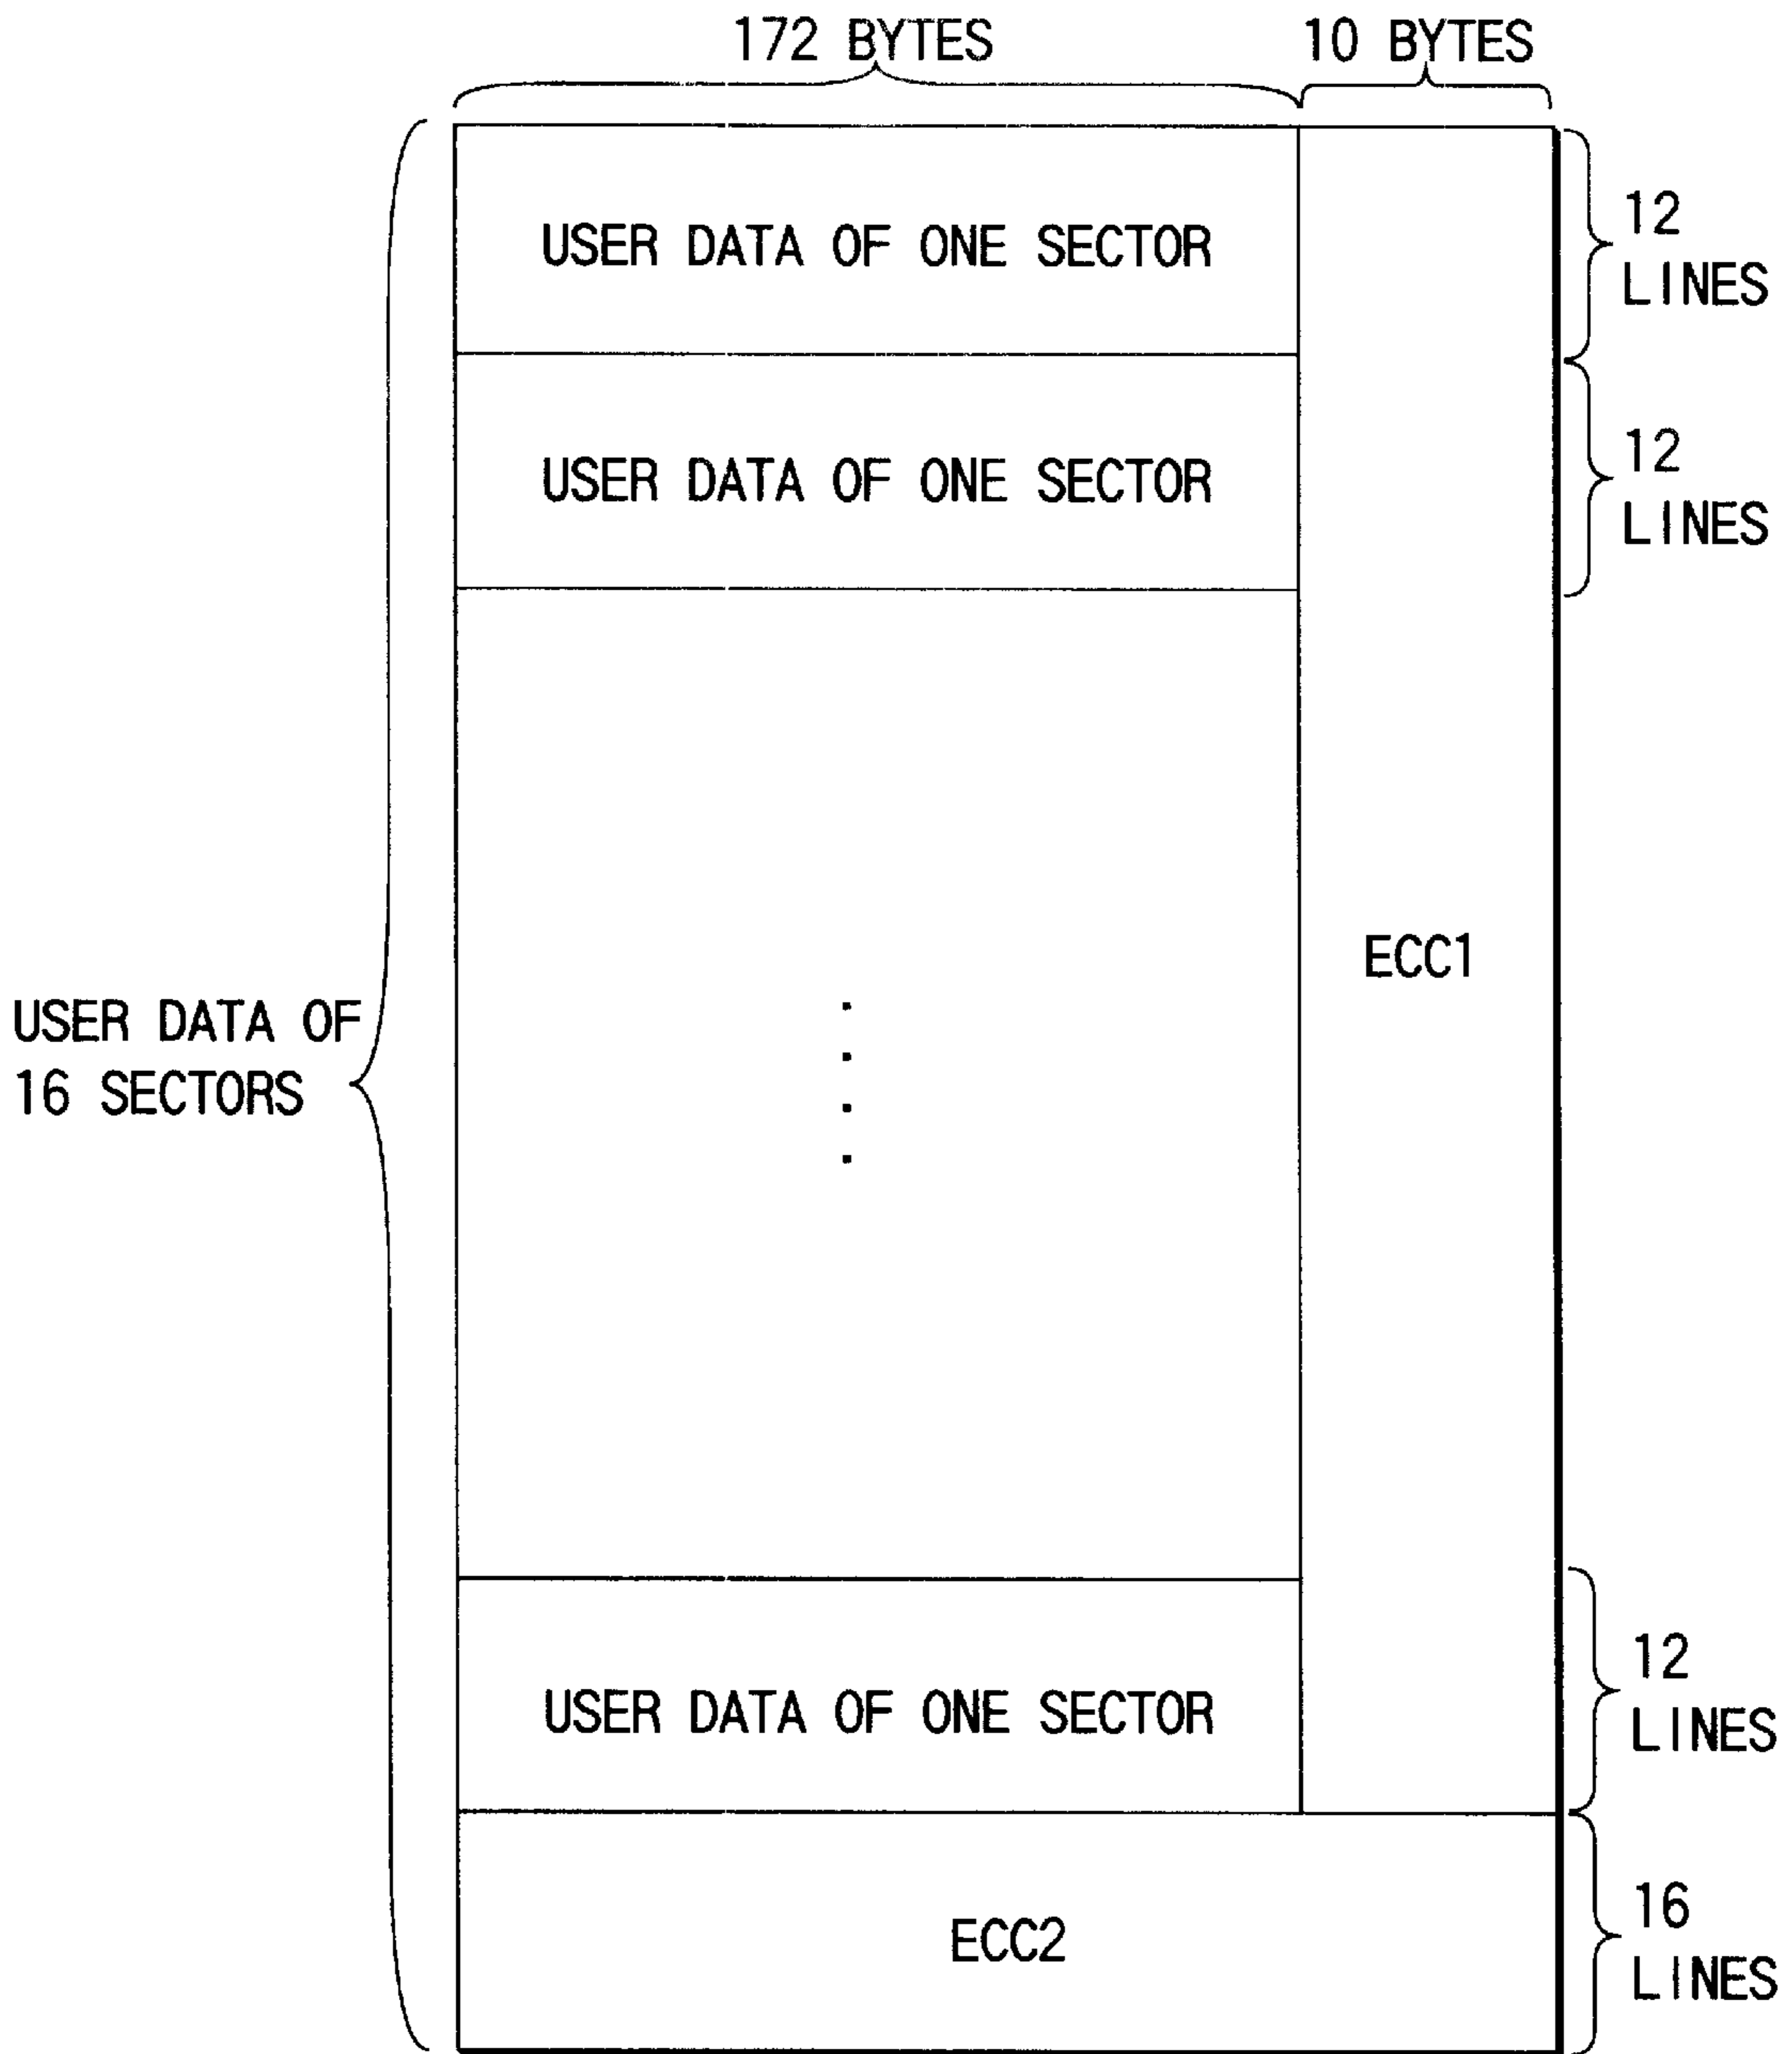 172 BYTES
10 BYTES
USER DATA OF ONE SECTOR
12
LINES
USER DATA OF ONE SECTOR
12
LINES
ECC1
USER DATA OF
16 SECTORS
USER DATA OF ONE SECTOR
12
LINES
ECC2
16
LINES